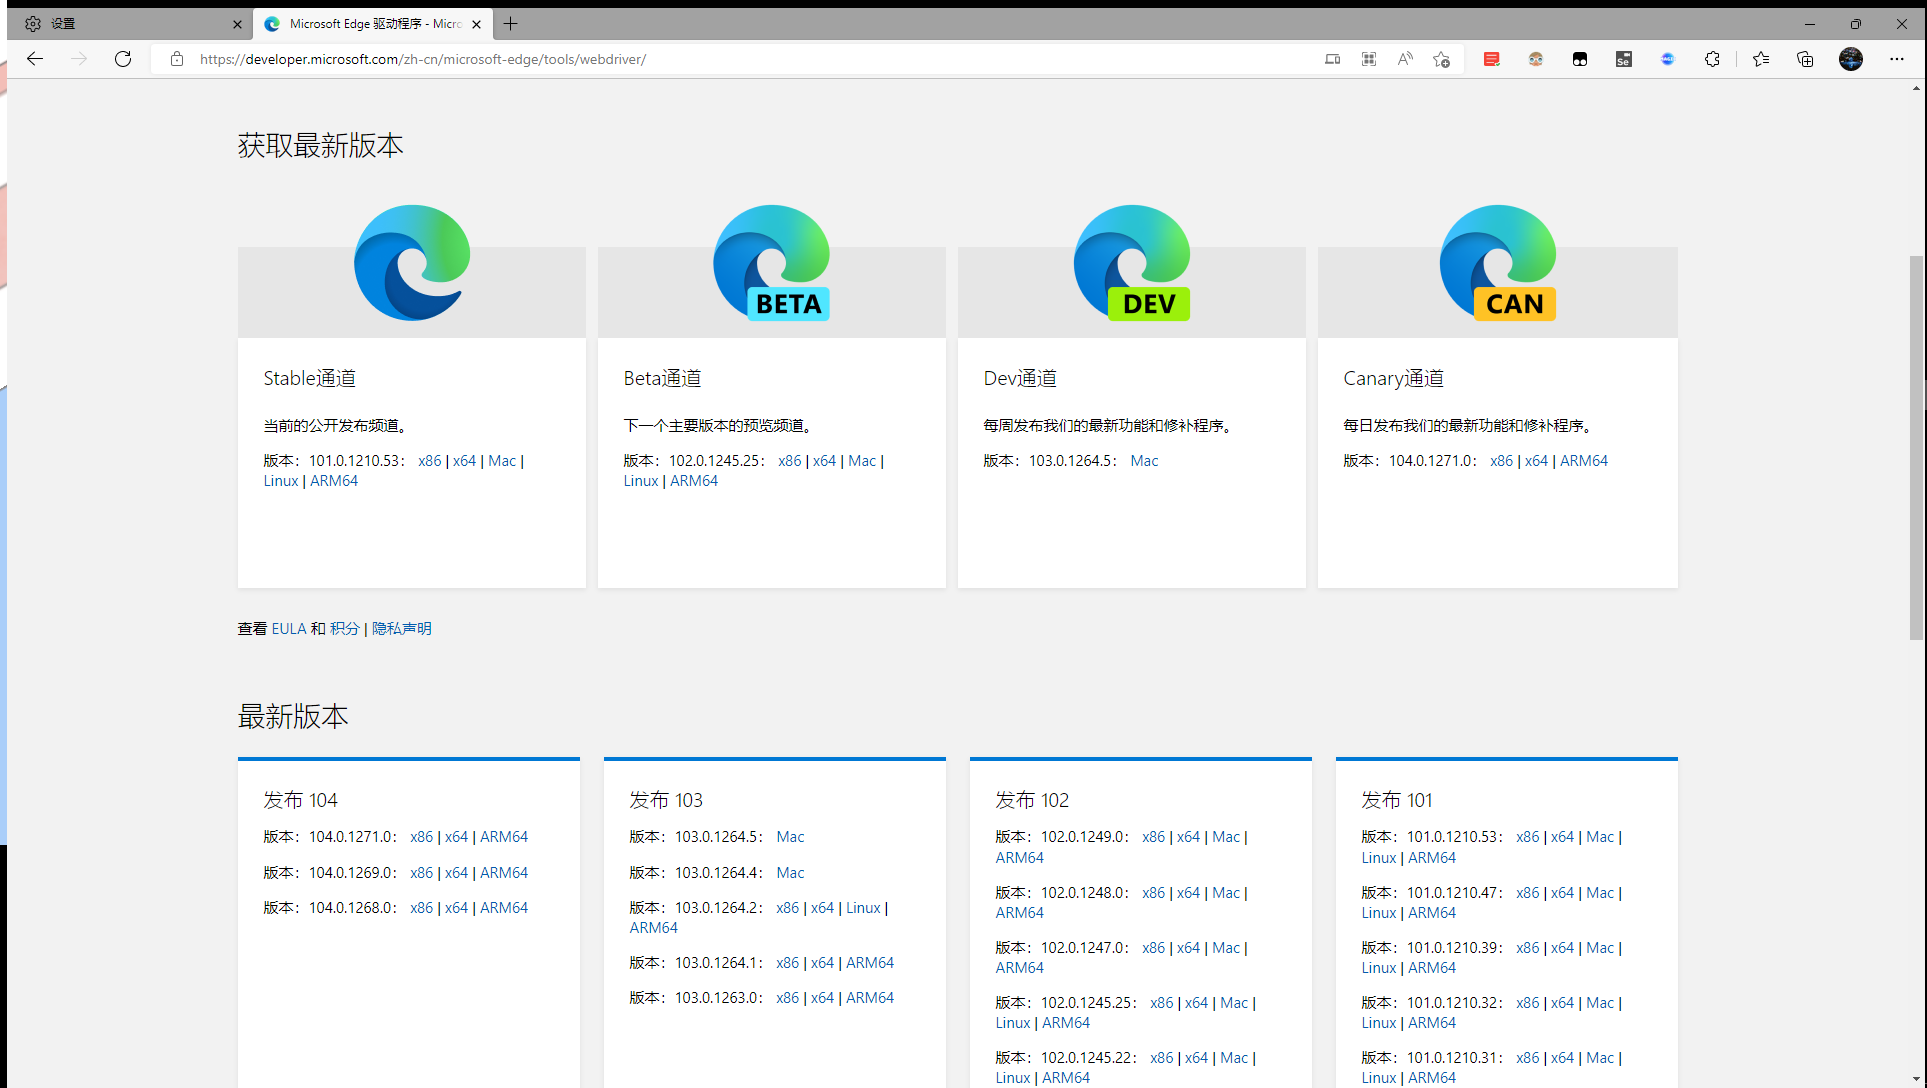 设置
Microsoft Edge 驱动程序 - Micro
https://developer.microsoft.com/zh-cn/microsoft-edge/tools/webdriver/
Se
获取最新版本
BETA
DEV
CAN
Stable通道
当前的公开发布频道。
版本：101.0.1210.53： x86 | x64 | Mac |
Linux | ARM64
Beta通道
下一个主要版本的预览频道。
版本：102.0.1245.25： x86 | x64 | Mac |
Linux | ARM64
Dev通道
每周发布我们的最新功能和修补程序。
版本：103.0.1264.5： Mac
Canary通道
每日发布我们的最新功能和修补程序。
版本：104.0.1271.0： x86 | x64 | ARM64
查看 EULA 和 积分 | 隐私声明
最新版本
发布 104
版本：104.0.1271.0： x86 | x64 | ARM64
版本：104.0.1269.0： x86 | x64 | ARM64
版本：104.0.1268.0： x86 | x64 | ARM64
发布 103
版本：103.0.1264.5： Mac
版本：103.0.1264.4： Mac
版本：103.0.1264.2： x86 | x64 | Linux |
ARM64
版本：103.0.1264.1： x86 | x64 | ARM64
版本：103.0.1263.0： x86 | x64 | ARM64
发布 102
版本：102.0.1249.0： x86 | x64 | Mac |
ARM64
版本：102.0.1248.0： x86 | x64 | Mac |
ARM64
版本：102.0.1247.0： x86 | x64 | Mac |
ARM64
版本：102.0.1245.25： x86 | x64 | Mac |
Linux | ARM64
版本：102.0.1245.22： x86 | x64 | Mac |
Linux | ARM64
发布 101
版本：101.0.1210.53： x86 | x64 | Mac |
Linux | ARM64
版本：101.0.1210.47： x86 | x64 | Mac |
Linux | ARM64
版本：101.0.1210.39： x86 | x64 | Mac |
Linux | ARM64
版本：101.0.1210.32： x86 | x64 | Mac |
Linux | ARM64
版本：101.0.1210.31： x86 | x64 | Mac |
Linux | ARM64